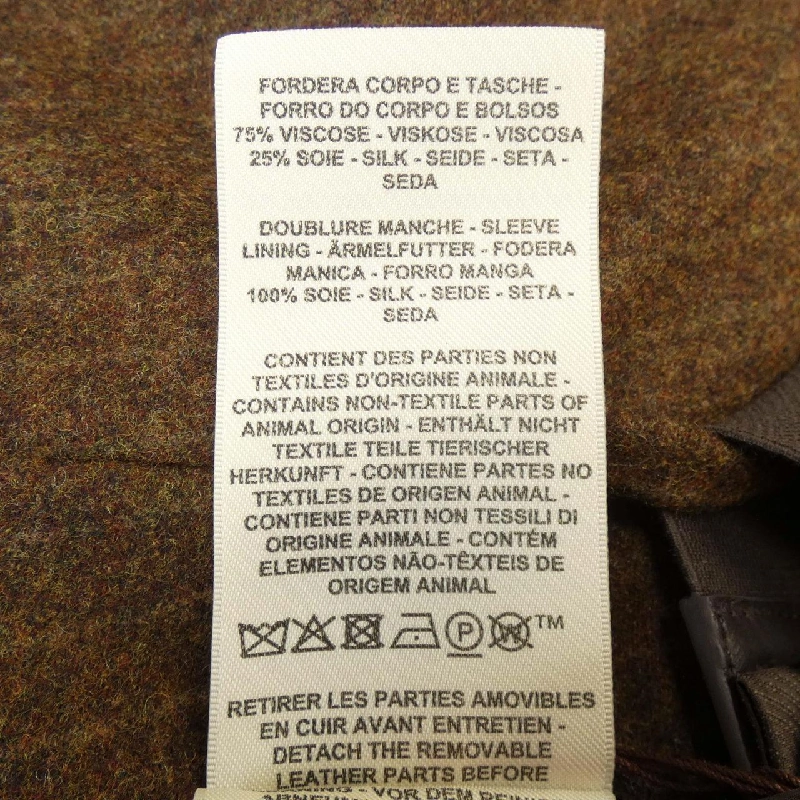 FORDERA CORPO E TASCHE -
FORRO DO CORPO E BOLSOS
75% VISCOSE - VISKOSE - VISCOSA
25% SOIE - SILK - SEIDE - SETA -
SEDA
DOUBLURE MANCHE - SLEEVE
LINING - ÄRMELFUTTER - FODERA
MANICA - FORRO MANGA
100% SOIE - SILK - SEIDE - SETA -
SEDA
CONTIENT DES PARTIES NON
TEXTILES D'ORIGINE ANIMALE -
CONTAINS NON-TEXTILE PARTS OF
ANIMAL ORIGIN - ENTHÄLT NICHT
TEXTILE TEILE TIERISCHER
HERKUNFT - CONTIENE PARTES NO
TEXTILES DE ORIGEN ANIMAL -
CONTIENE PARTI NON TESSILI DI
ORIGINE ANIMALE - CONTÉM
ELEMENTOS NÃO-TÊXTEIS DE
ORIGEM ANIMAL
P W TM
RETIRER LES PARTIES AMOVIBLES
EN CUIR AVANT ENTRETIEN -
DETACH THE REMOVABLE
LEATHER PARTS BEFORE
VOR DEM